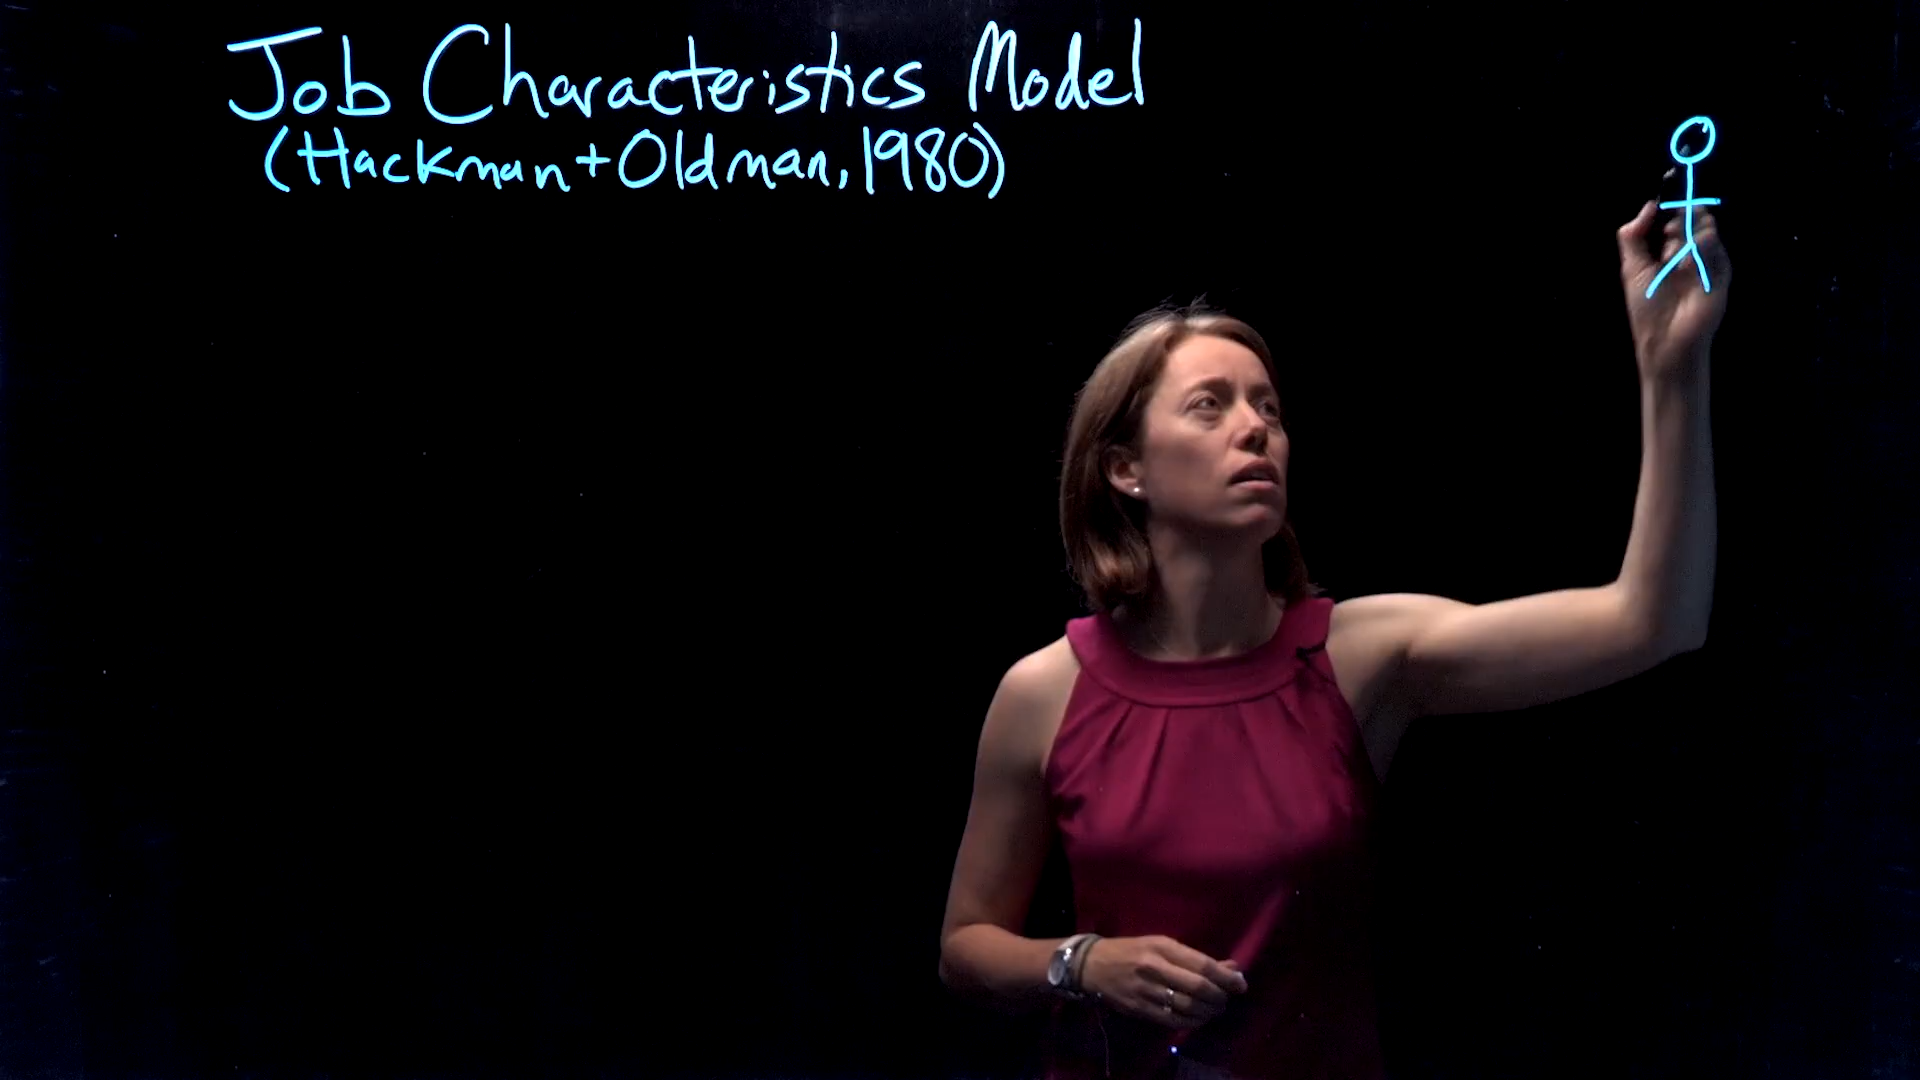 Job Characteristics Model
(Hackman + Oldman, 1980)